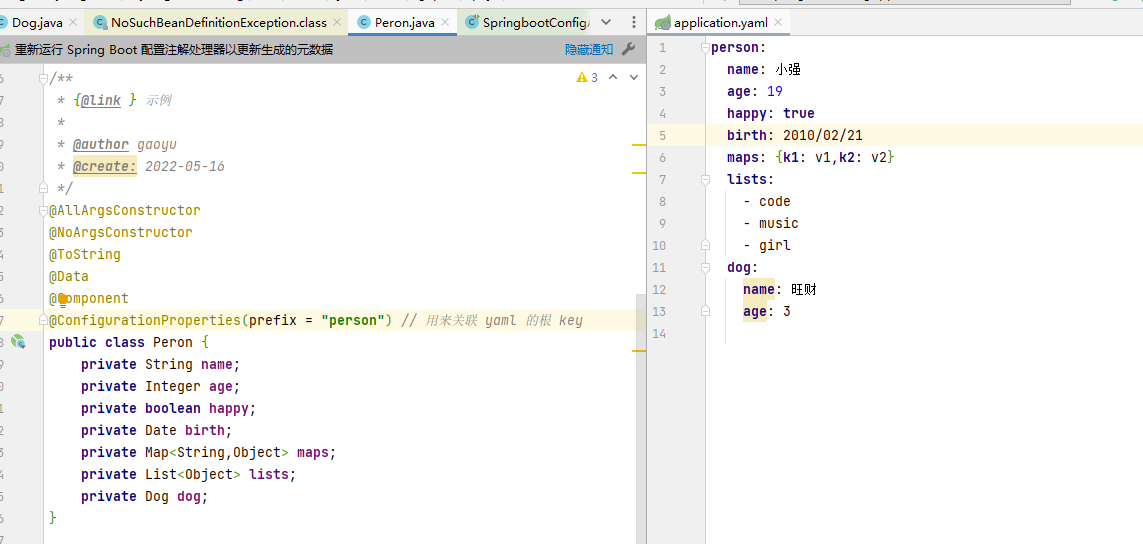 Dog.java NoSuchBeanDefinitionException.class Peron.java SpringbootConfigA application.yaml
重新运行 Spring Boot 配置注解处理器以更新生成的元数据 隐藏通知
3
6 /**
7 * {@link } 示例
8 *
9 * @author gaoyu
0 * @create: 2022-05-16
1 */
2 @AllArgsConstructor
3 @NoArgsConstructor
4 @ToString
5 @Data
6 @Component
7 @ConfigurationProperties(prefix = "person") // 用来关联 yaml 的根 key
8 public class Peron {
9 private String name;
0 private Integer age;
1 private boolean happy;
2 private Date birth;
3 private Map<String,Object> maps;
4 private List<Object> lists;
5 private Dog dog;
6 }
7
1 person:
2 name: 小强
3 age: 19
4 happy: true
5 birth: 2010/02/21
6 maps: {k1: v1,k2: v2}
7 lists:
8 - code
9 - music
10 - girl
11 dog:
12 name: 旺财
13 age: 3
14